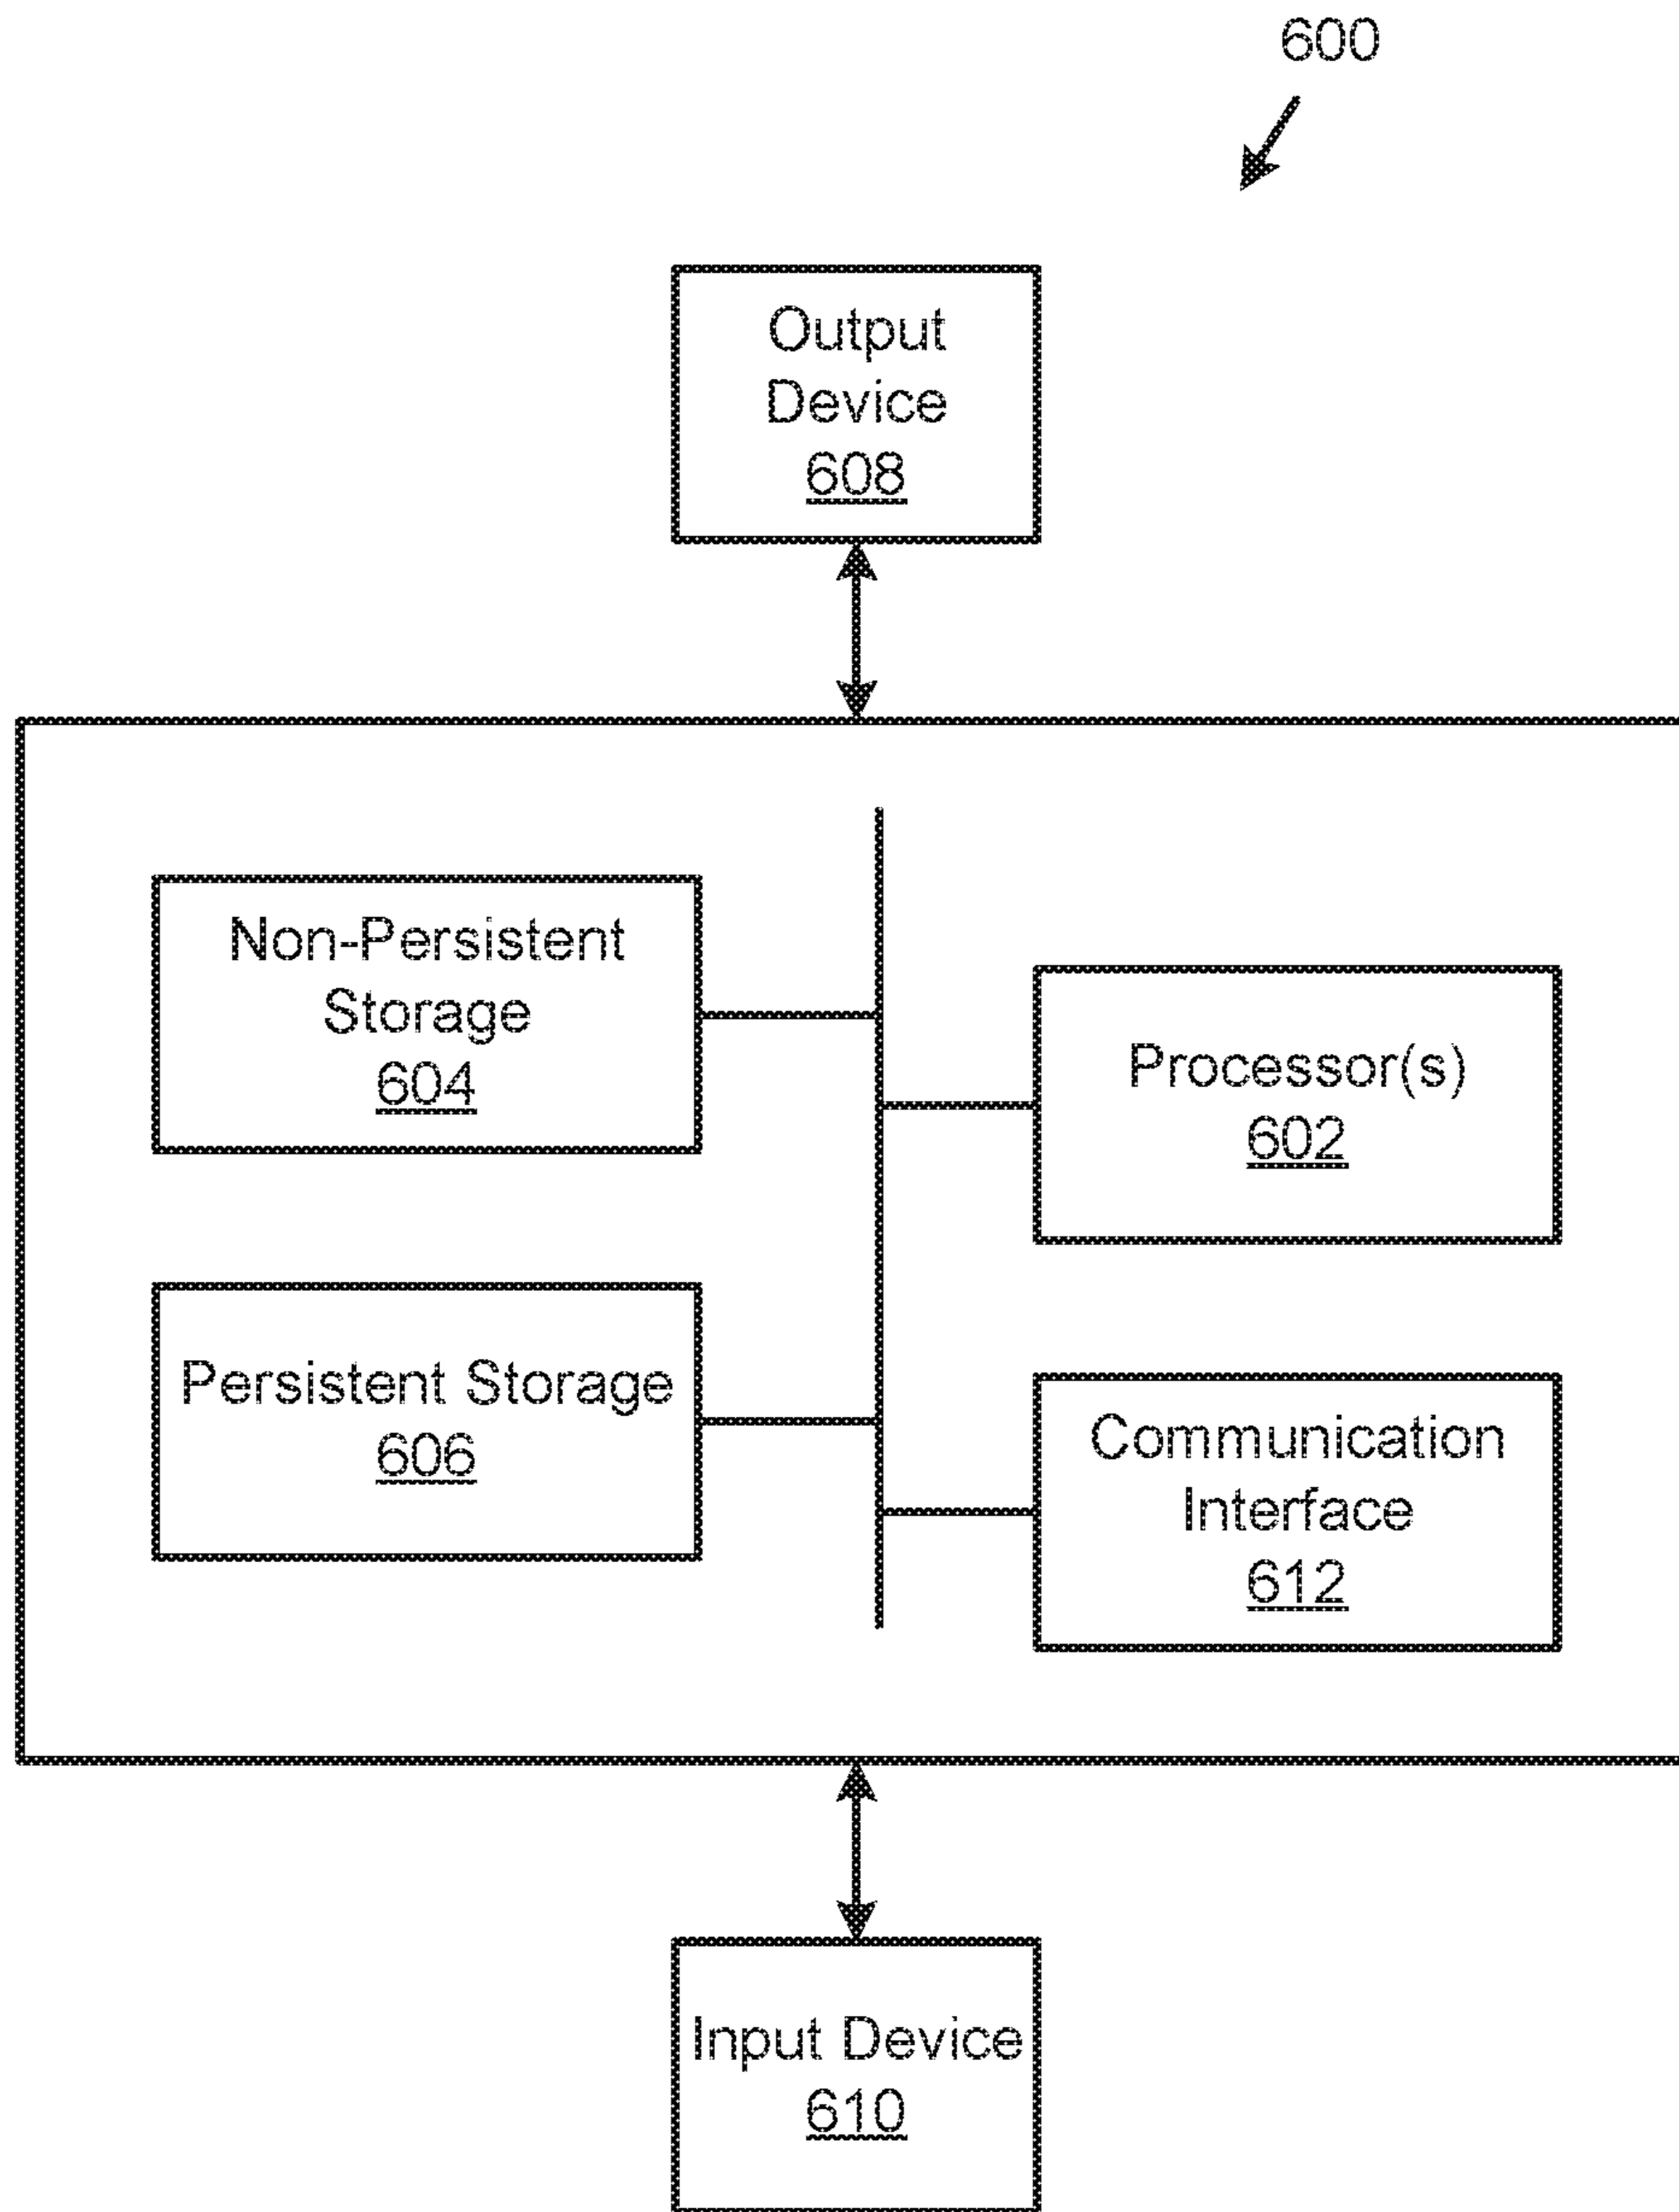 600
Output
Device
608
Non-Persistent
Storage
604
Processor(s)
602
Persistent Storage
606
Communication
Interface
612
Input Device
610